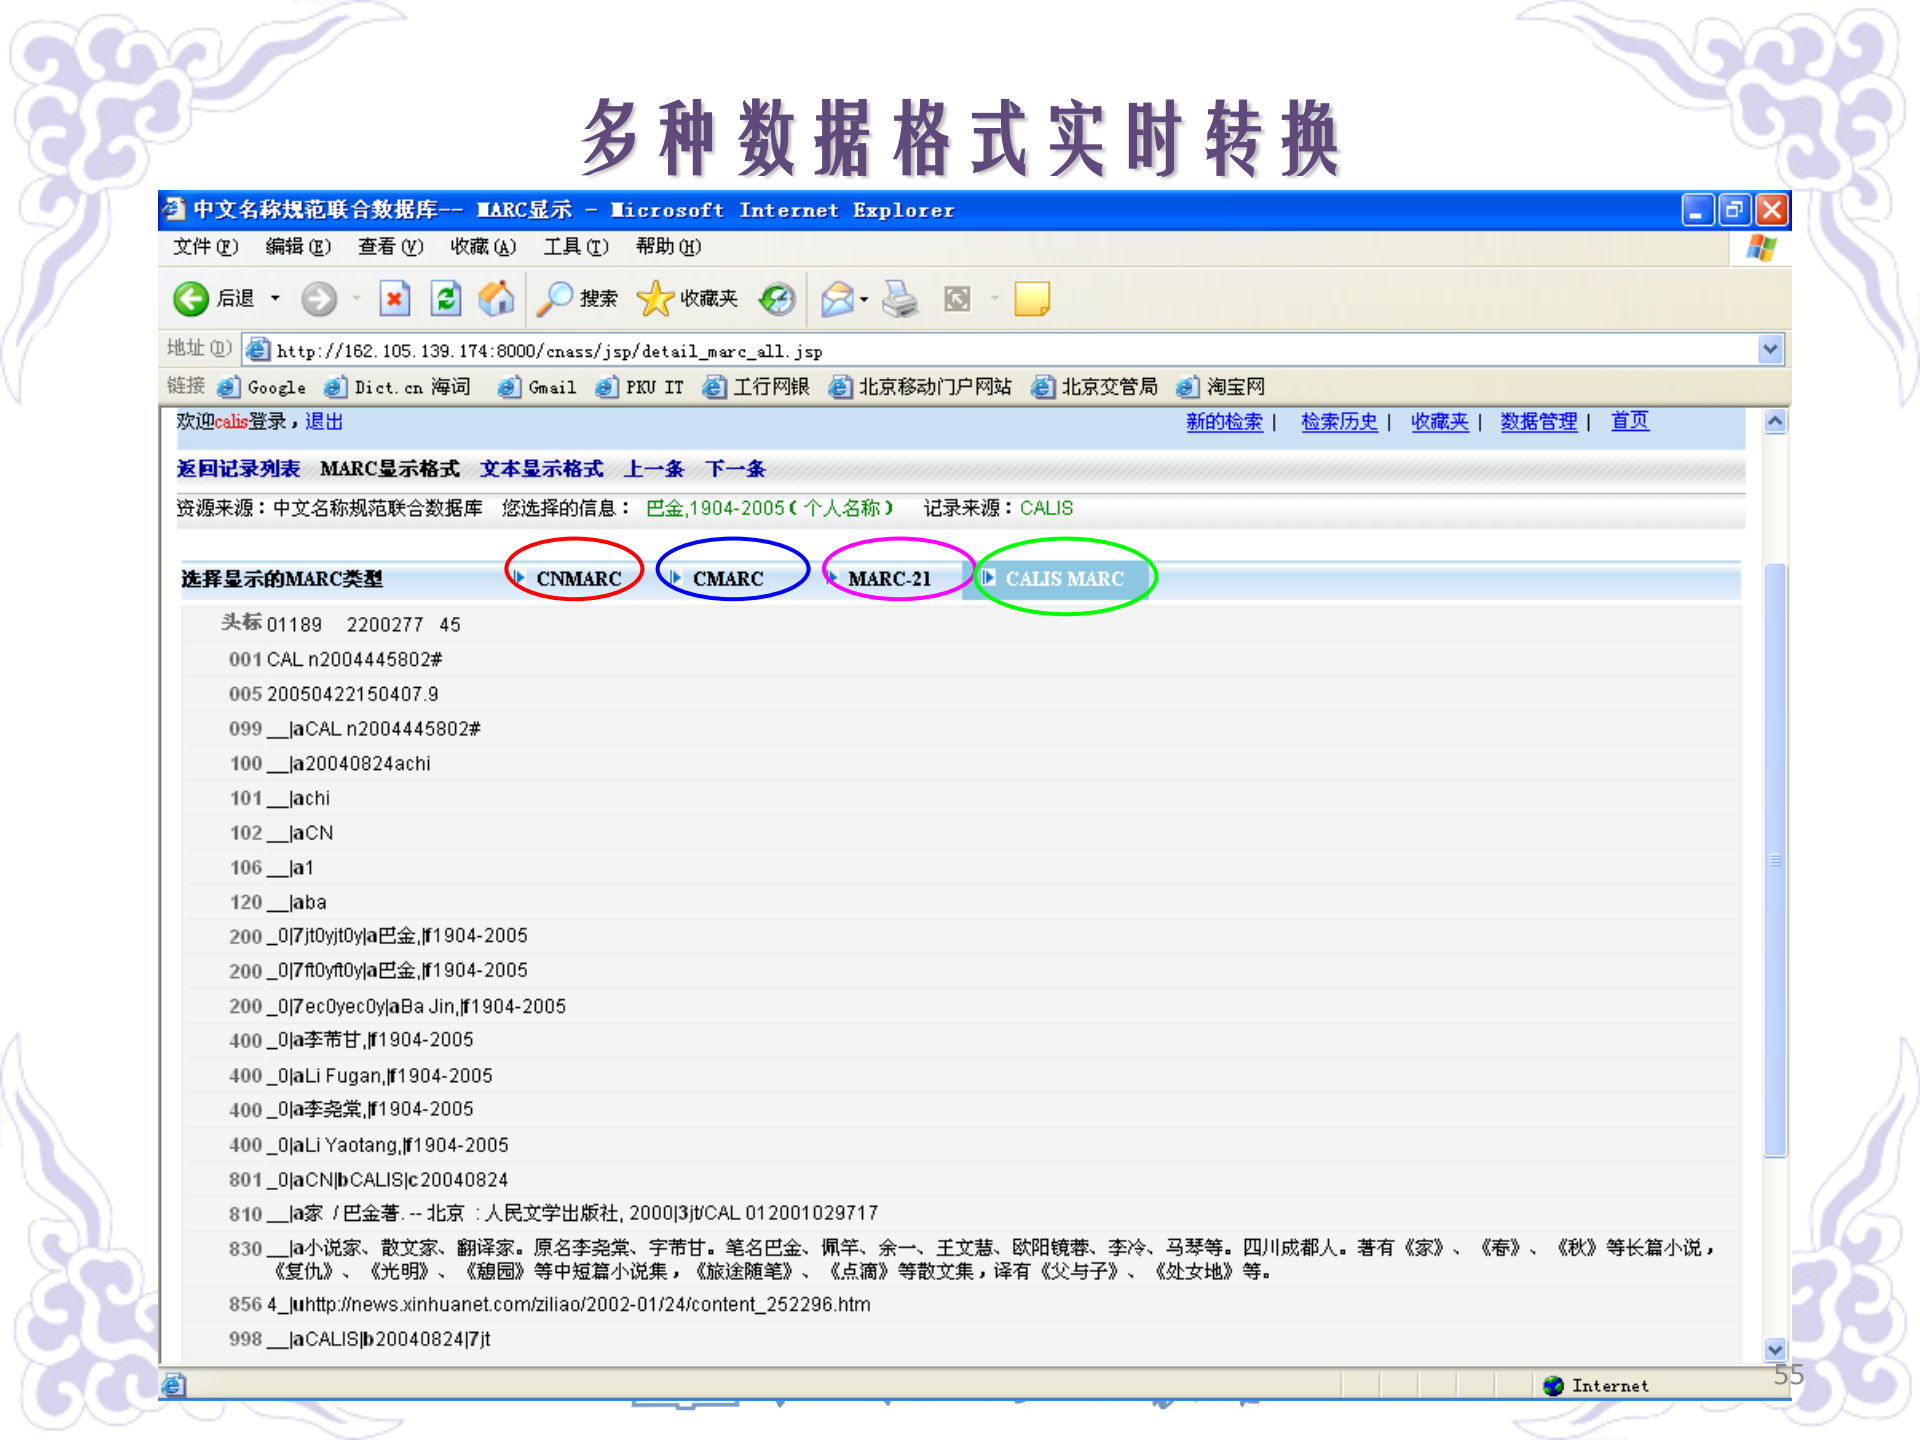 多种数据格式实时转换
中文名称规范联合数据库-- MARC显示 - Microsoft Internet Explorer
文件(F) 编辑(E) 查看(V) 收藏(A) 工具(T) 帮助(H)
后退 搜索 收藏夹
地址(D) http://162.105.139.174:8000/cnass/jsp/detail_marc_all.jsp
链接 Google Dict.cn 海词 Gmail PKU IT 工行网银 北京移动门户网站 北京交管局 淘宝网
欢迎calis登录，退出 新的检索 | 检索历史 | 收藏夹 | 数据管理 | 首页
返回记录列表 MARC显示格式 文本显示格式 上一条 下一条
资源来源：中文名称规范联合数据库 您选择的信息： 巴金,1904-2005（个人名称） 记录来源：CALIS
选择显示的MARC类型 CNMARC CMARC MARC-21 CALIS MARC
头标 01189 2200277 45
001 CAL n2004445802#
005 20050422150407.9
099 __|aCAL n2004445802#
100 __|a20040824achi
101 __|achi
102 __|aCN
106 __|a1
120 __|aba
200 _0|7jt0yjt0y|a巴金,|f1904-2005
200 _0|7ft0yft0y|a巴金,|f1904-2005
200 _0|7ec0yec0y|aBa Jin,|f1904-2005
400 _0|a李芾甘,|f1904-2005
400 _0|aLi Fugan,|f1904-2005
400 _0|a李尧棠,|f1904-2005
400 _0|aLi Yaotang,|f1904-2005
801 _0|aCN|bCALIS|c20040824
810 __|a家 / 巴金著. -- 北京 : 人民文学出版社, 2000|3jt/CAL 012001029717
830 __|a小说家、散文家、翻译家。原名李尧棠、字芾甘。笔名巴金、佩竿、余一、王文慧、欧阳镜蓉、李冷、马琴等。四川成都人。著有《家》、《春》、《秋》等长篇小说，
《复仇》、《光明》、《憩园》等中短篇小说集，《旅途随笔》、《点滴》等散文集，译有《父与子》、《处女地》等。
856 4_|uhttp://news.xinhuanet.com/ziliao/2002-01/24/content_252296.htm
998 __|aCALIS|b20040824|7jt
55
Internet